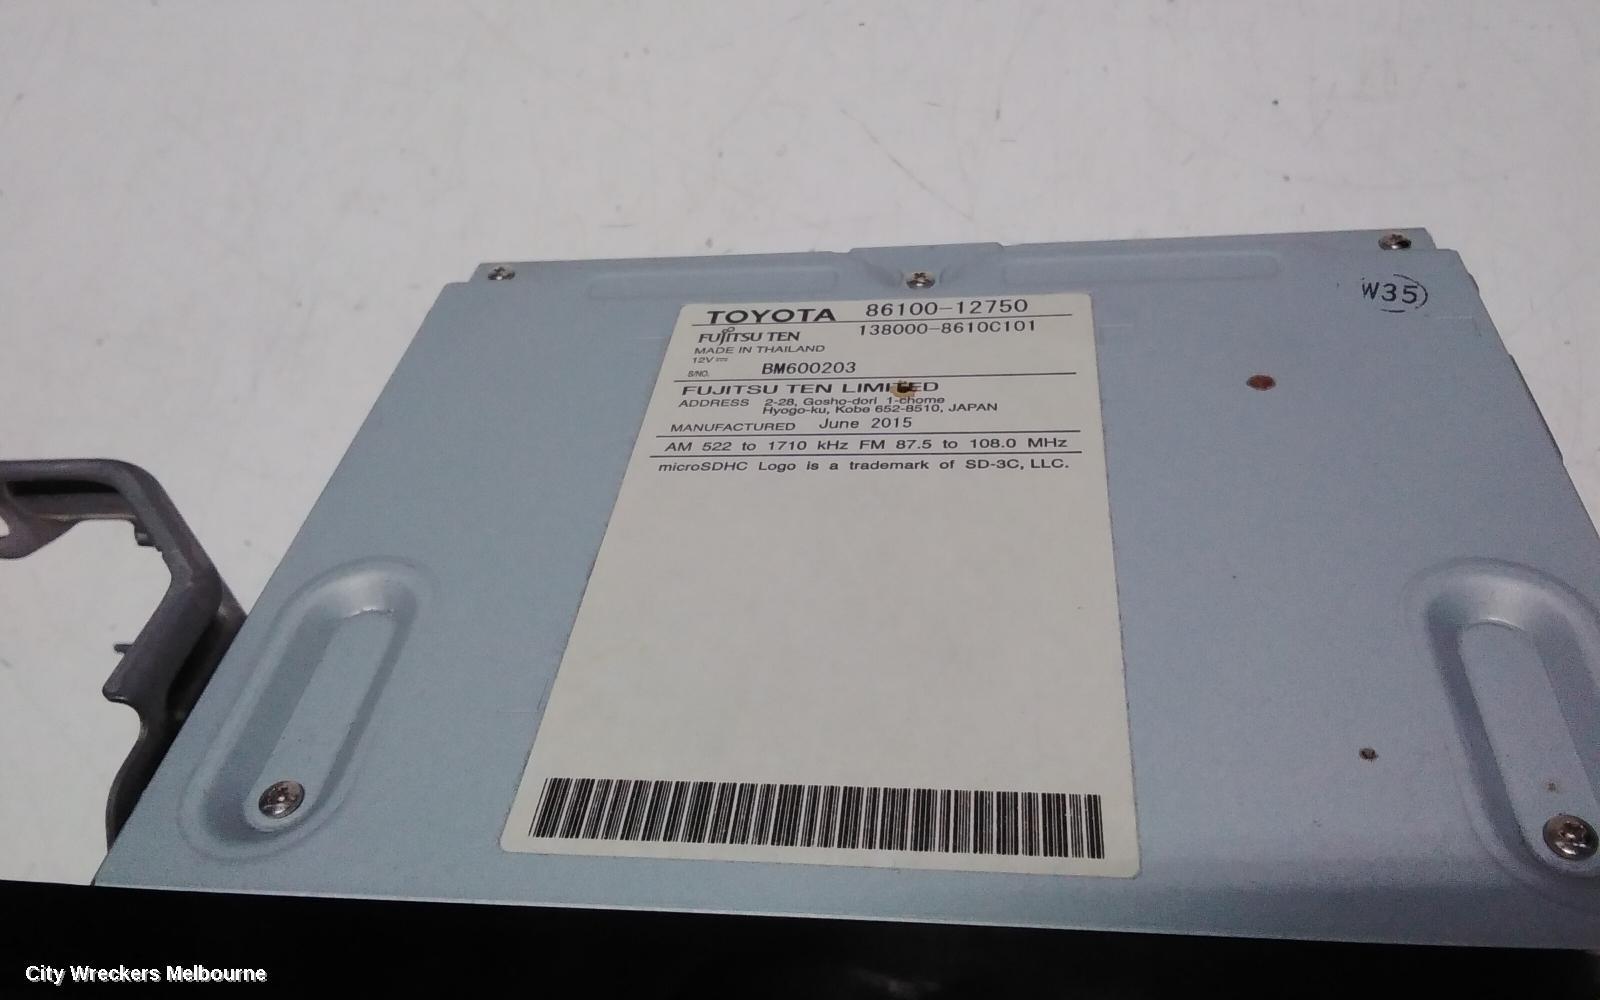 W35
TOYOTA 86100-12750
FUJITSU TEN 138000-8610C101
MADE IN THAILAND
12V
S/NO. BM600203
FUJITSU TEN LIMITED
ADDRESS 2-28, Gosho-dori 1-chome
Hyogo-ku, Kobe 652-8510, JAPAN
MANUFACTURED June 2015
AM 522 to 1710 kHz FM 87.5 to 108.0 MHz
microSDHC Logo is a trademark of SD-3C, LLC.
City Wreckers Melbourne